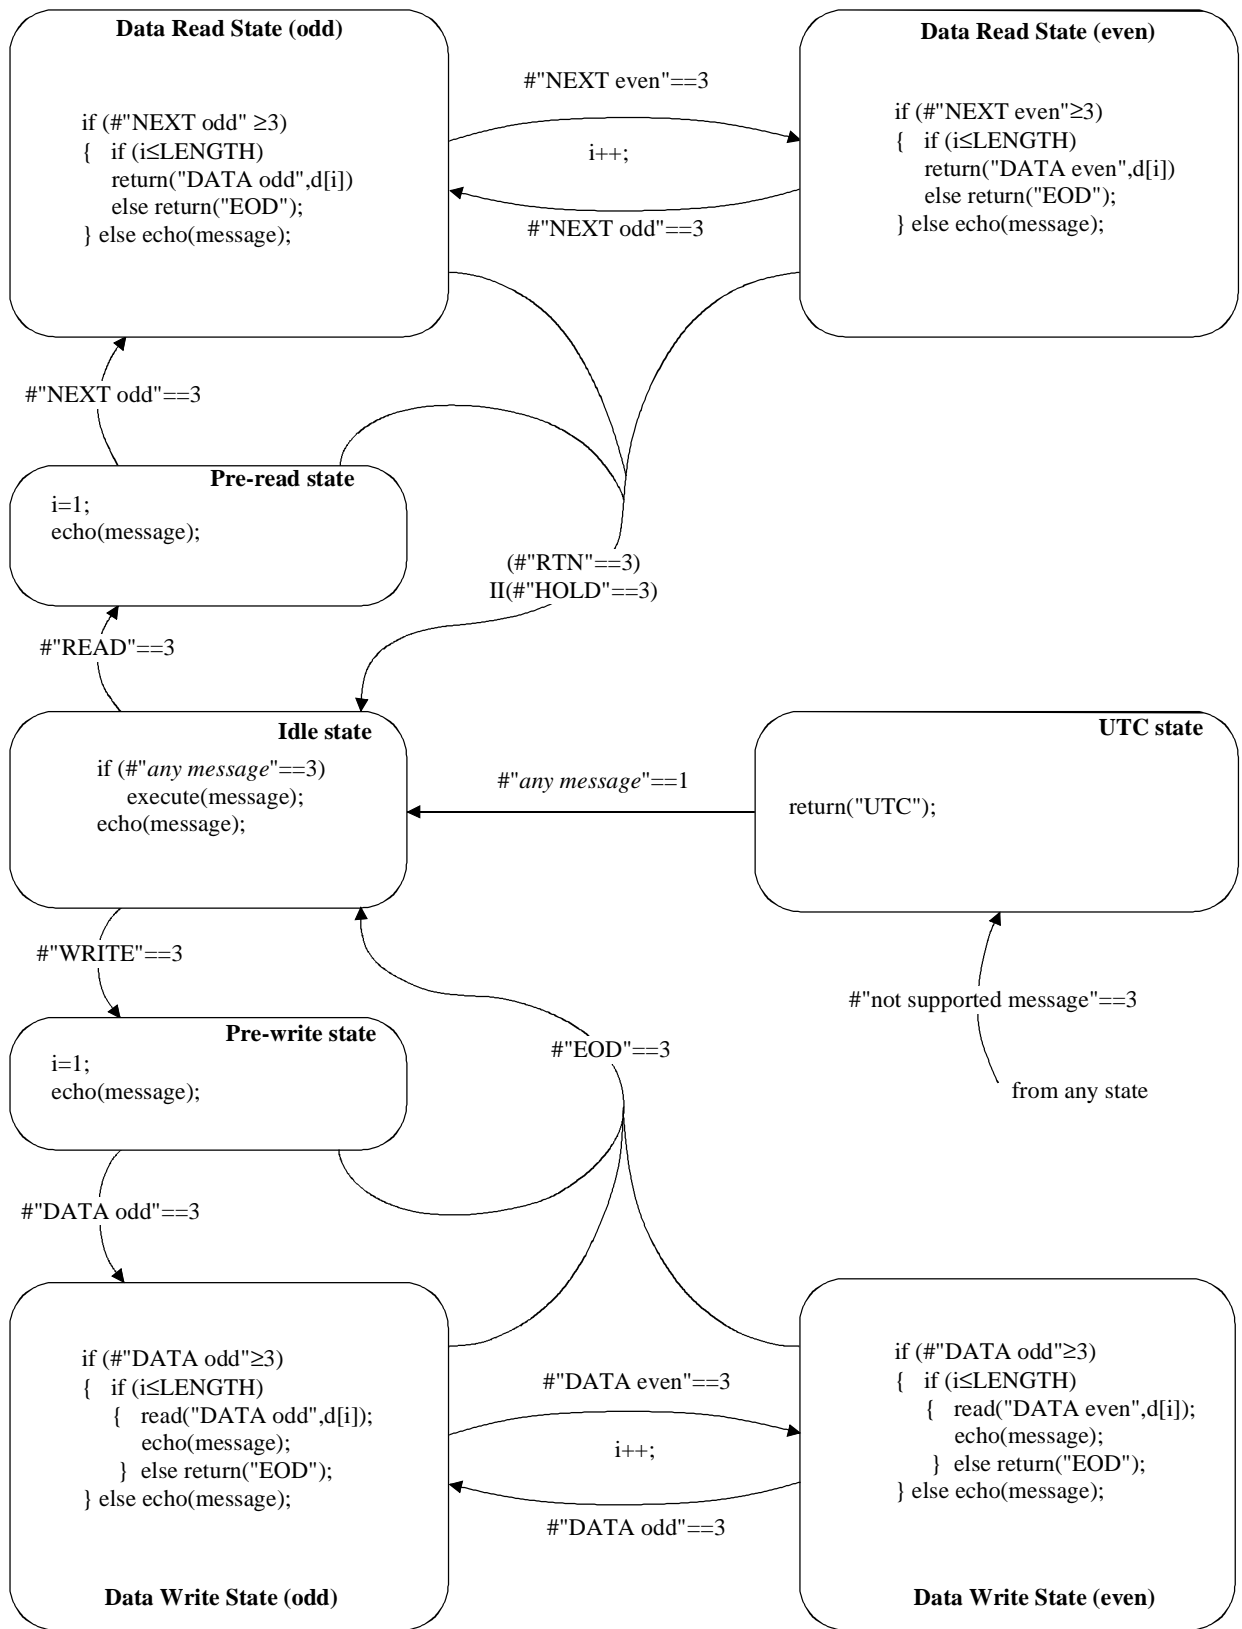 Data Read State (odd)
if (#"NEXT odd" ≥3)
{ if (i≤LENGTH)
return("DATA odd",d[i])
else return("EOD");
} else echo(message);
#"NEXT even"==3
i++;
#"NEXT odd"==3
Data Read State (even)
if (#"NEXT even"≥3)
{ if (i≤LENGTH)
return("DATA even",d[i])
else return("EOD");
} else echo(message);
#"NEXT odd"==3
Pre-read state
i=1;
echo(message);
(#"RTN"==3)
II(#"HOLD"==3)
#"READ"==3
Idle state
if (#"any message"==3)
execute(message);
echo(message);
#"any message"==1
UTC state
return("UTC");
#"WRITE"==3
#"not supported message"==3
from any state
Pre-write state
i=1;
echo(message);
#"EOD"==3
#"DATA odd"==3
if (#"DATA odd"≥3)
{ if (i≤LENGTH)
{ read("DATA odd",d[i]);
echo(message);
} else return("EOD");
} else echo(message);
Data Write State (odd)
#"DATA even"==3
i++;
#"DATA odd"==3
if (#"DATA odd"≥3)
{ if (i≤LENGTH)
{ read("DATA even",d[i]);
echo(message);
} else return("EOD");
} else echo(message);
Data Write State (even)